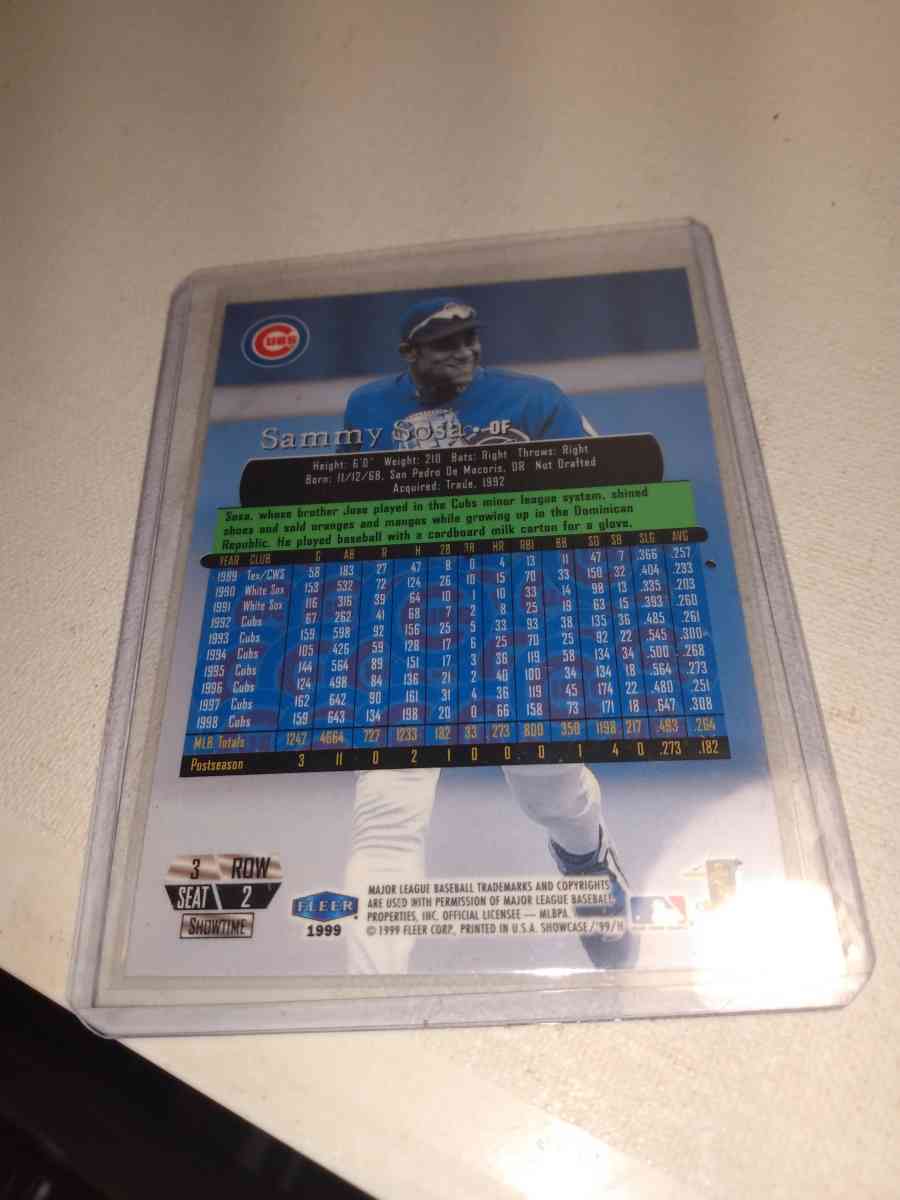 CUBS
Sammy Sosa • OF
Height: 6'0" Weight: 210 Bats: Right Throws: Right
Born: 11/12/68, San Pedro De Macoris, DR Not Drafted
Acquired: Trade, 1992
Sosa, whose brother Jose played in the Cubs minor league system, shined
shoes and sold oranges and mangos while growing up in the Dominican
Republic. He played baseball with a cardboard milk carton for a glove.
YEAR CLUB G AB R H 2B 3B HR RBI BB SO SB SLG AVG
1989 Tex/CWS 58 183 27 47 8 0 4 13 11 47 7 .366 .257
1990 White Sox 153 532 72 124 26 10 15 70 33 150 32 .404 .233
1991 White Sox 116 316 39 64 10 1 10 33 14 98 13 .335 .203
1992 Cubs 67 262 41 68 7 2 8 25 19 63 15 .393 .260
1993 Cubs 159 598 92 156 25 5 33 93 38 135 36 .485 .261
1994 Cubs 105 426 59 128 17 6 25 70 25 92 22 .545 .300
1995 Cubs 144 564 89 151 17 3 36 119 58 134 34 .500 .268
1996 Cubs 124 498 84 136 21 2 40 100 34 134 18 .564 .273
1997 Cubs 162 642 90 161 31 4 36 119 45 174 22 .480 .251
1998 Cubs 159 643 134 198 20 0 66 158 73 171 18 .647 .308
MLB Totals 1247 4664 727 1233 182 33 273 800 350 1198 217 .493 .264
Postseason 3 11 0 2 1 0 0 0 1 4 0 .273 .182
3 ROW
SEAT 2
SHOWTIME
FLEER
1999
MAJOR LEAGUE BASEBALL TRADEMARKS AND COPYRIGHTS
ARE USED WITH PERMISSION OF MAJOR LEAGUE BASEBALL
PROPERTIES, INC. OFFICIAL LICENSEE — MLBPA.
© 1999 FLEER CORP., PRINTED IN U.S.A. SHOWCASE/'99/H